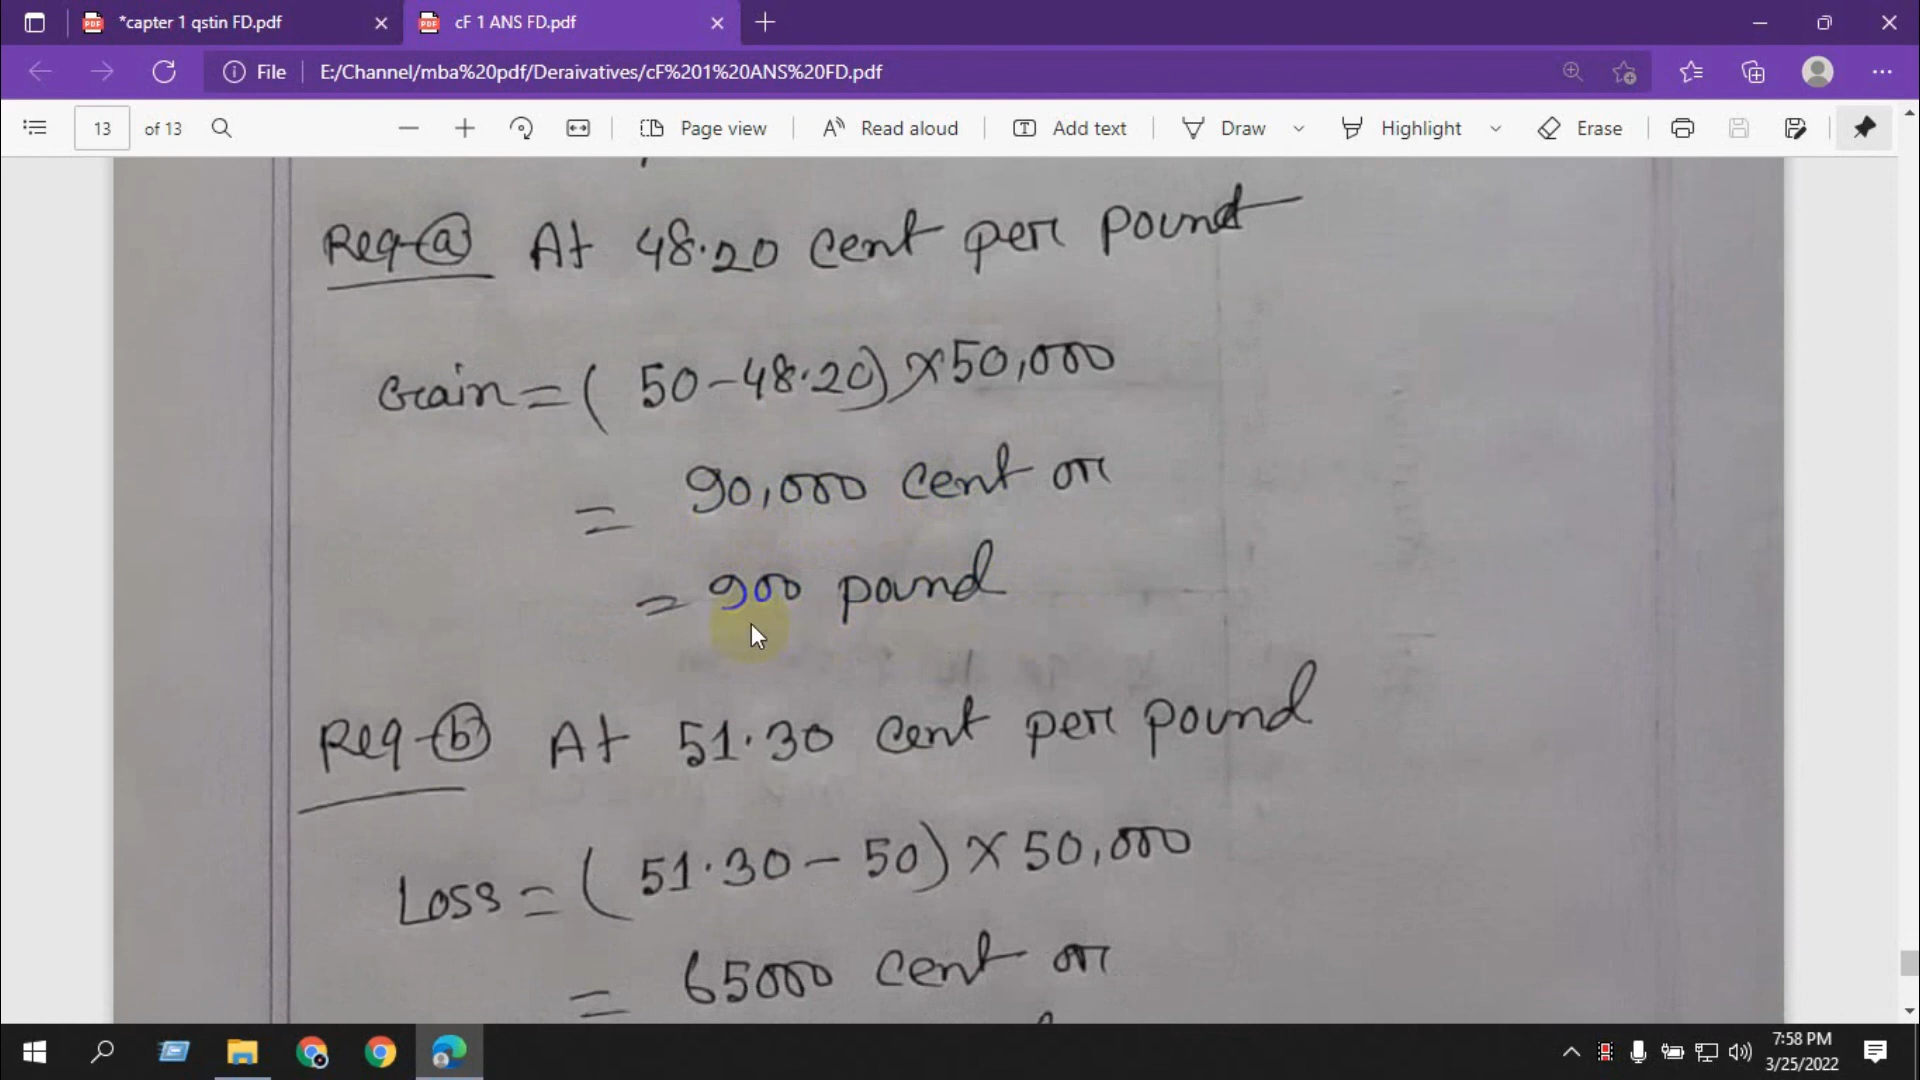 *capter 1 qstin FD.pdf
cF 1 ANS FD.pdf
File
E:/Channel/mba%20pdf/Deraivatives/cF%201%20ANS%20FD.pdf
13 of 13
Page view
Read aloud
Add text
Draw
Highlight
Erase
Req-(a) At 48.20 cent per pound
Gain = (50-48.20)×50,000
= 90,000 cent or
= 900 pound
Req-(b) At 51.30 cent per pound
Loss = (51.30-50)×50,000
= 65000 cent or
7:58 PM
3/25/2022